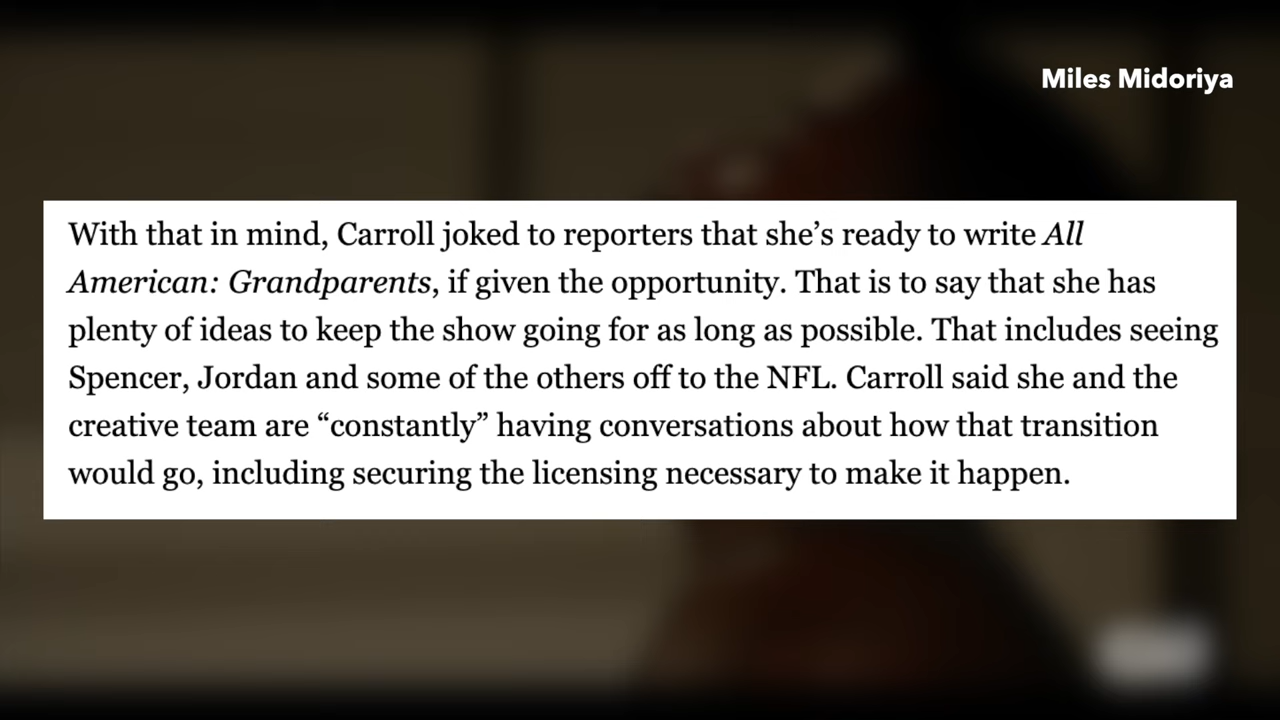 Miles Midoriya
With that in mind, Carroll joked to reporters that she’s ready to write All
American: Grandparents, if given the opportunity. That is to say that she has
plenty of ideas to keep the show going for as long as possible. That includes seeing
Spencer, Jordan and some of the others off to the NFL. Carroll said she and the
creative team are “constantly” having conversations about how that transition
would go, including securing the licensing necessary to make it happen.